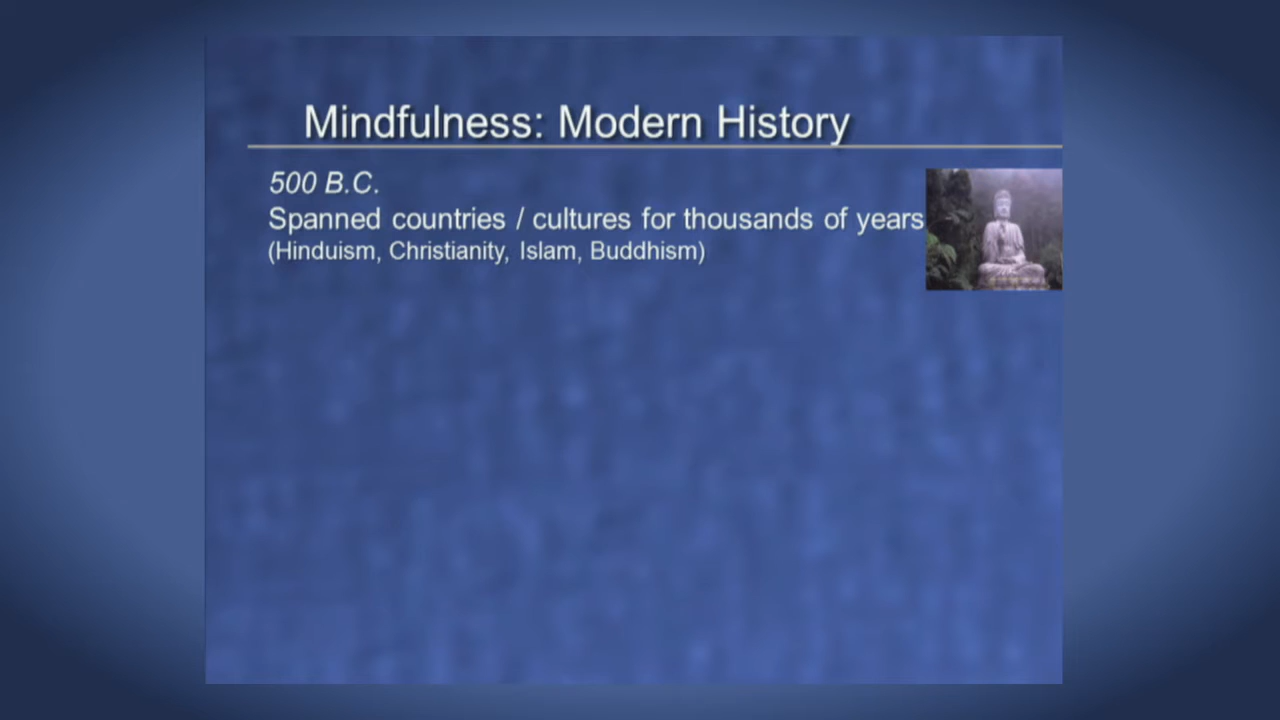 Mindfulness: Modern History
500 B.C.
Spanned countries / cultures for thousands of years
(Hinduism, Christianity, Islam, Buddhism)